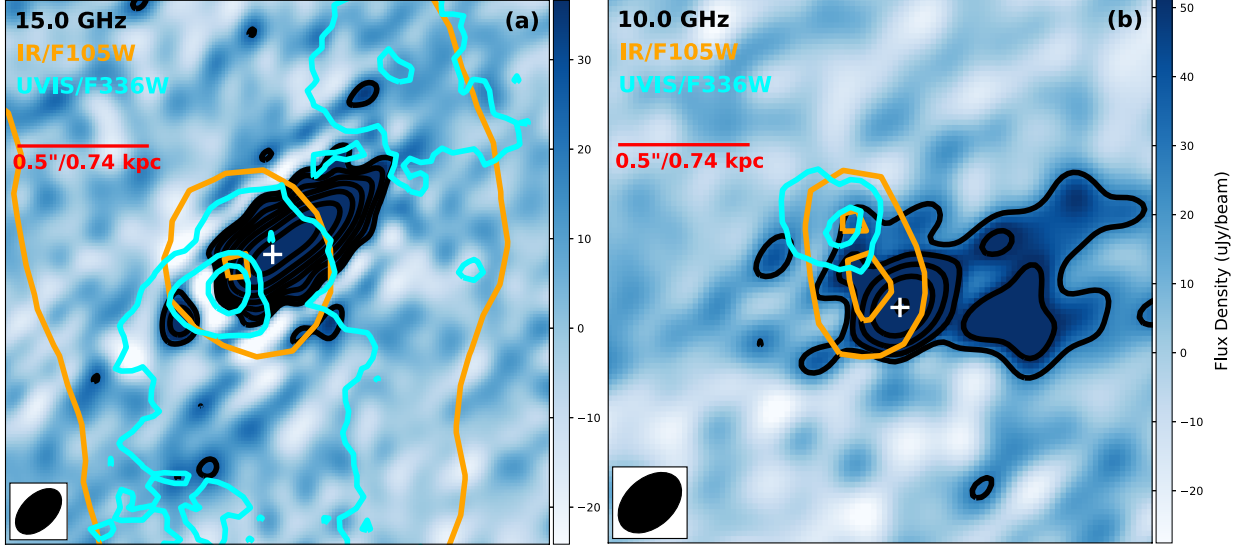 15.0 GHz
(a)
IR/F105W
UVIS/F336W
0.5"/0.74 kpc
30
20
10
0
−10
−20
10.0 GHz
(b)
IR/F105W
UVIS/F336W
0.5"/0.74 kpc
50
40
30
20
10
0
−10
−20
Flux Density (uJy/beam)